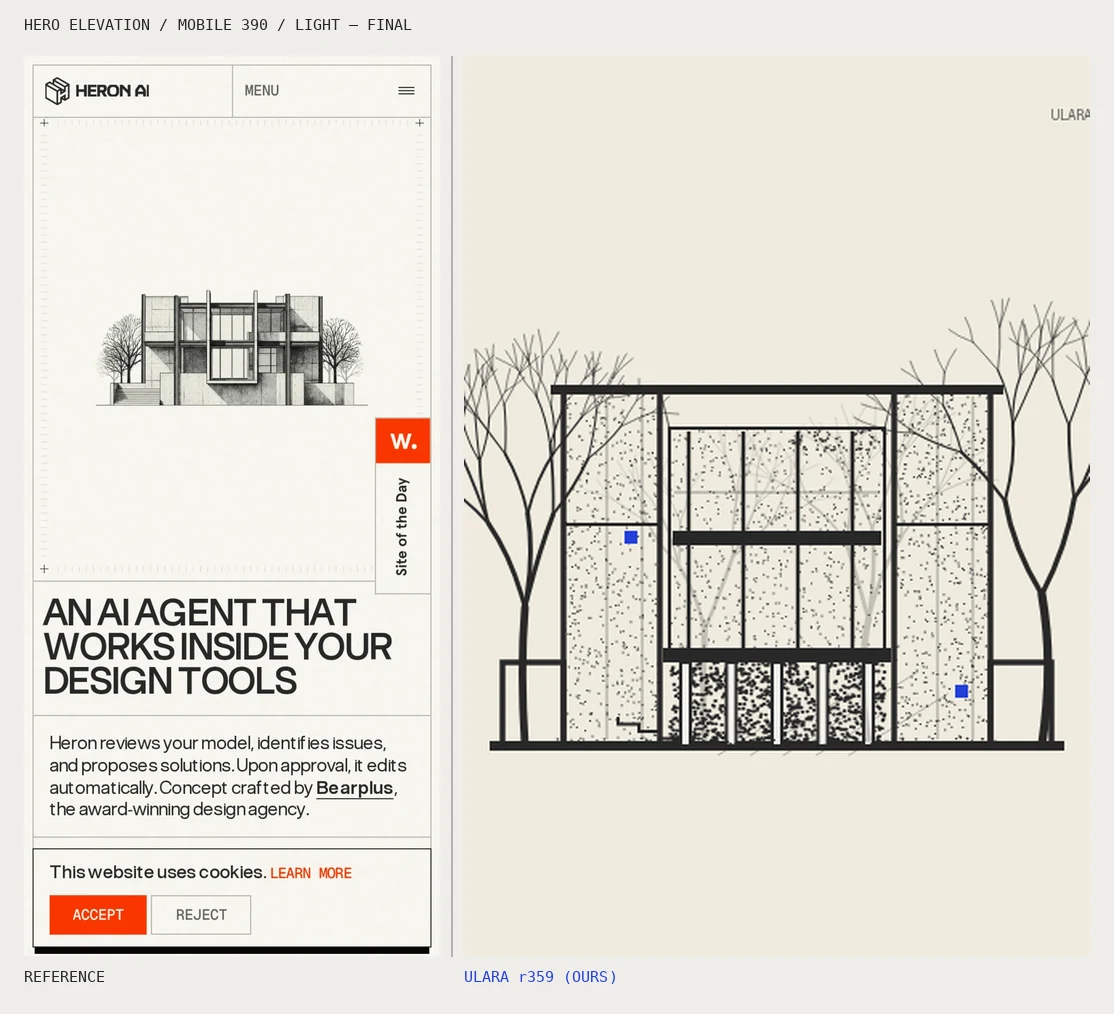 HERO ELEVATION / MOBILE 390 / LIGHT — FINAL
HERON AI
MENU
W.
Site of the Day
AN AI AGENT THAT
WORKS INSIDE YOUR
DESIGN TOOLS
Heron reviews your model, identifies issues,
and proposes solutions. Upon approval, it edits
automatically. Concept crafted by Bearplus,
the award-winning design agency.
This website uses cookies. LEARN MORE
ACCEPT
REJECT
ULARA
REFERENCE
ULARA r359 (OURS)